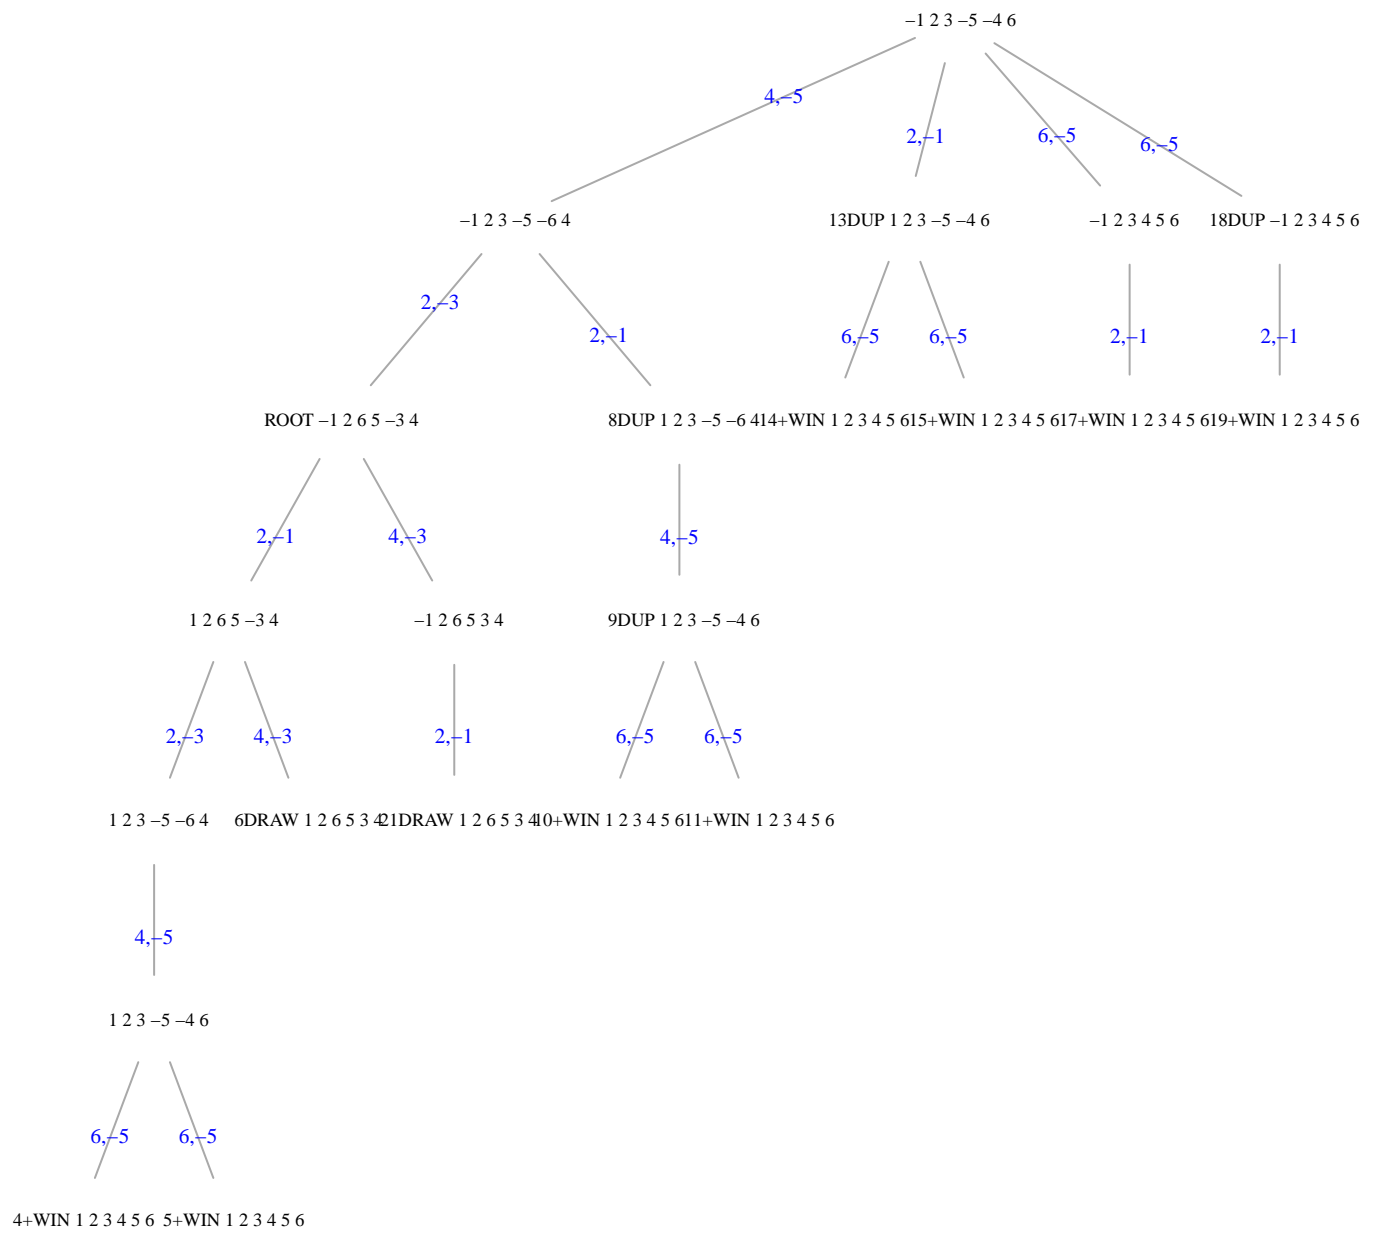 −1 2 3 −5 −4 6
4,−5
2,−1
6,−5
6,−5
−1 2 3 −5 −6 4
13DUP 1 2 3 −5 −4 6
−1 2 3 4 5 6
18DUP −1 2 3 4 5 6
2,−3
2,−1
6,−5
6,−5
2,−1
2,−1
ROOT −1 2 6 5 −3 4
8DUP 1 2 3 −5 −6 4
14+WIN 1 2 3 4 5 6
15+WIN 1 2 3 4 5 6
17+WIN 1 2 3 4 5 6
19+WIN 1 2 3 4 5 6
2,−1
4,−3
4,−5
1 2 6 5 −3 4
−1 2 6 5 3 4
9DUP 1 2 3 −5 −4 6
2,−3
4,−3
2,−1
6,−5
6,−5
1 2 3 −5 −6 4
6DRAW 1 2 6 5 3 4
21DRAW 1 2 6 5 3 4
10+WIN 1 2 3 4 5 6
11+WIN 1 2 3 4 5 6
4,−5
1 2 3 −5 −4 6
6,−5
6,−5
4+WIN 1 2 3 4 5 6
5+WIN 1 2 3 4 5 6